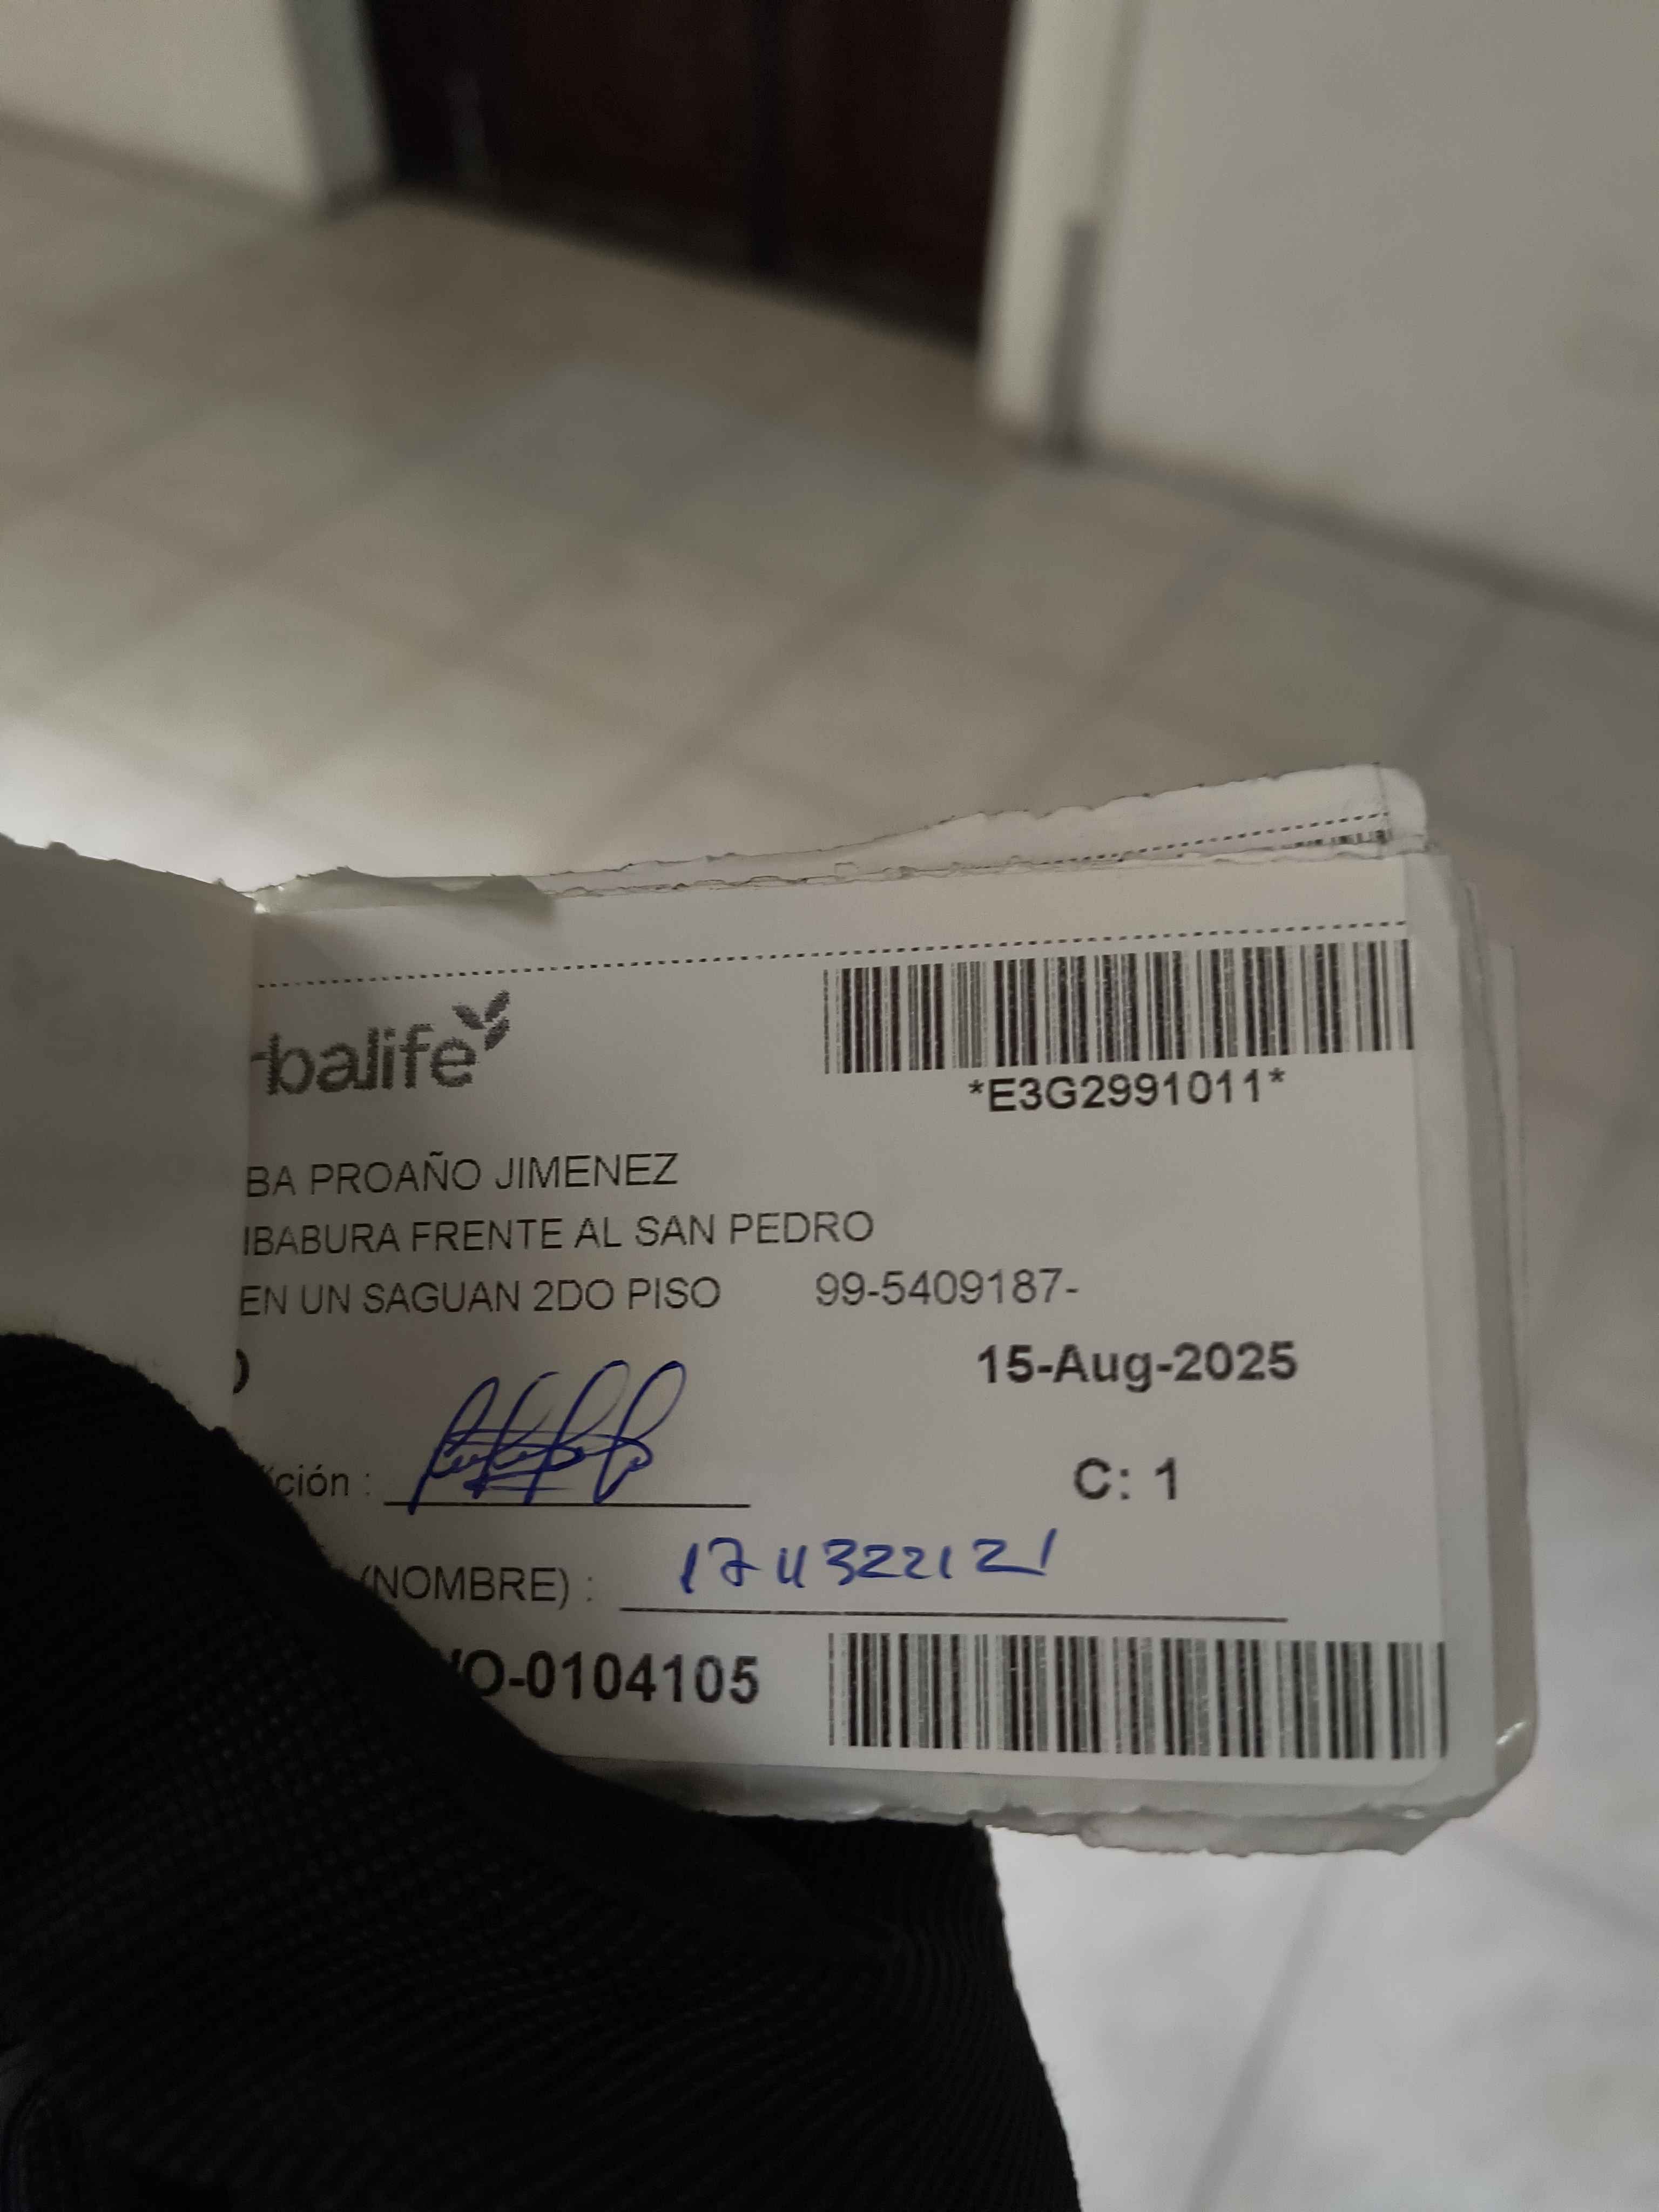 rbalife
*E3G2991011*
BA PROAÑO JIMENEZ
IBABURA FRENTE AL SAN PEDRO
EN UN SAGUAN 2DO PISO 99-5409187-
15-Aug-2025
ción :
C: 1
(NOMBRE) :
O-0104105